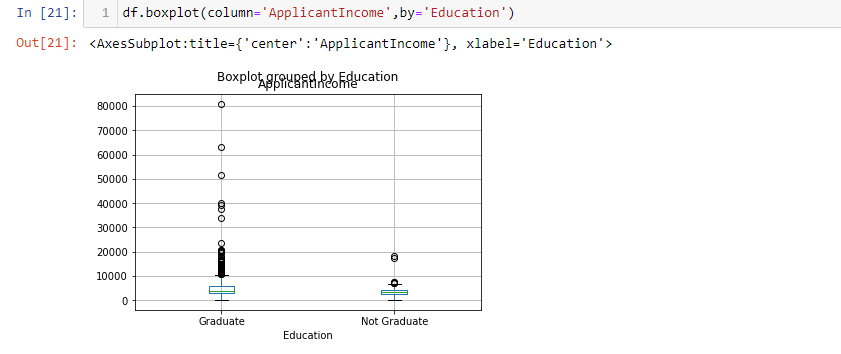 In [21]: 1 df.boxplot(column='ApplicantIncome',by='Education')
Out[21]: <AxesSubplot:title={'center':'ApplicantIncome'}, xlabel='Education'>
Boxplot grouped by Education
ApplicantIncome
80000
70000
60000
50000
40000
30000
20000
10000
0
Graduate Not Graduate
Education